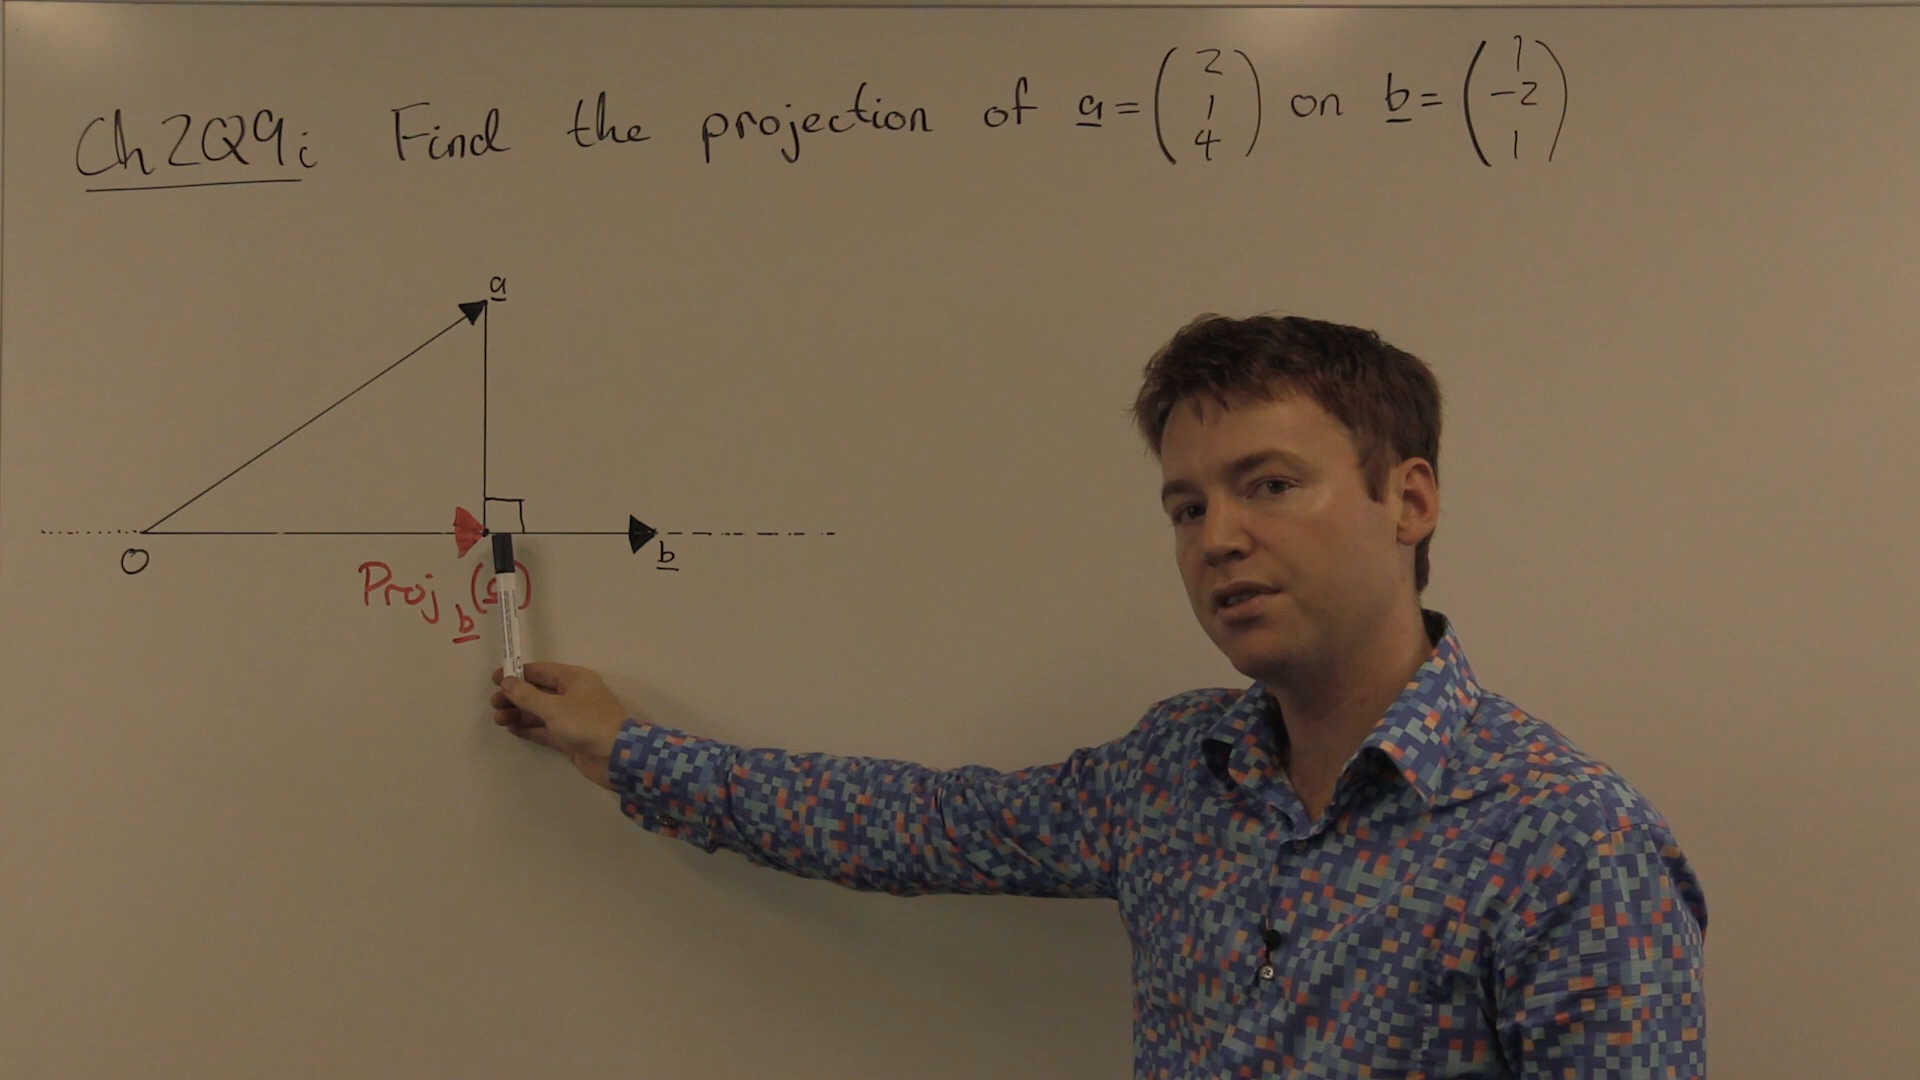 Ch2Q9i Find the projection of a = (2 1 4) on b = (1 -2 1)
a
O
b
Proj_b(a)